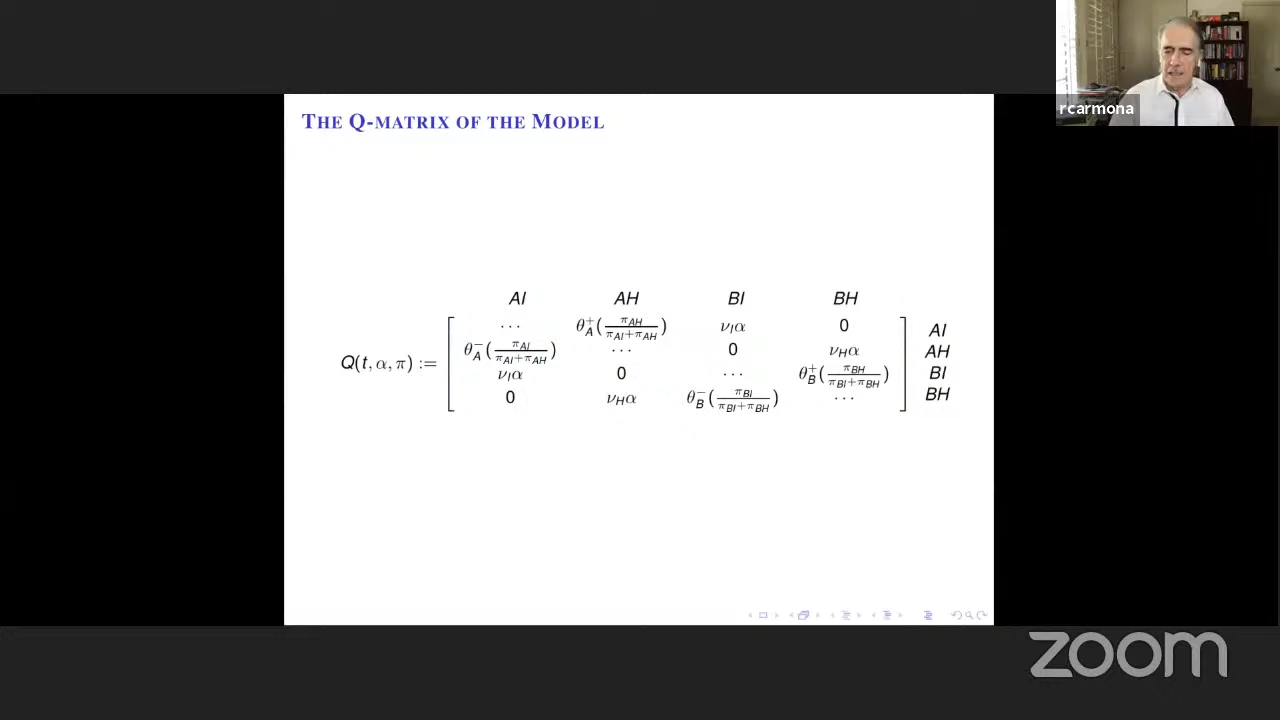 rcarmona
THE Q-MATRIX OF THE MODEL
AI AH BI BH
Q(t, α, π) :=
⋯ θ_A^+(π_AI/(π_AI+π_AH)) ν_I α 0 AI
θ_A^-(π_AI/(π_AI+π_AH)) ⋯ 0 ν_H α AH
ν_I α 0 ⋯ θ_B^+(π_BH/(π_BI+π_BH)) BI
0 ν_H α θ_B^-(π_BI/(π_BI+π_BH)) ⋯ BH
zoom